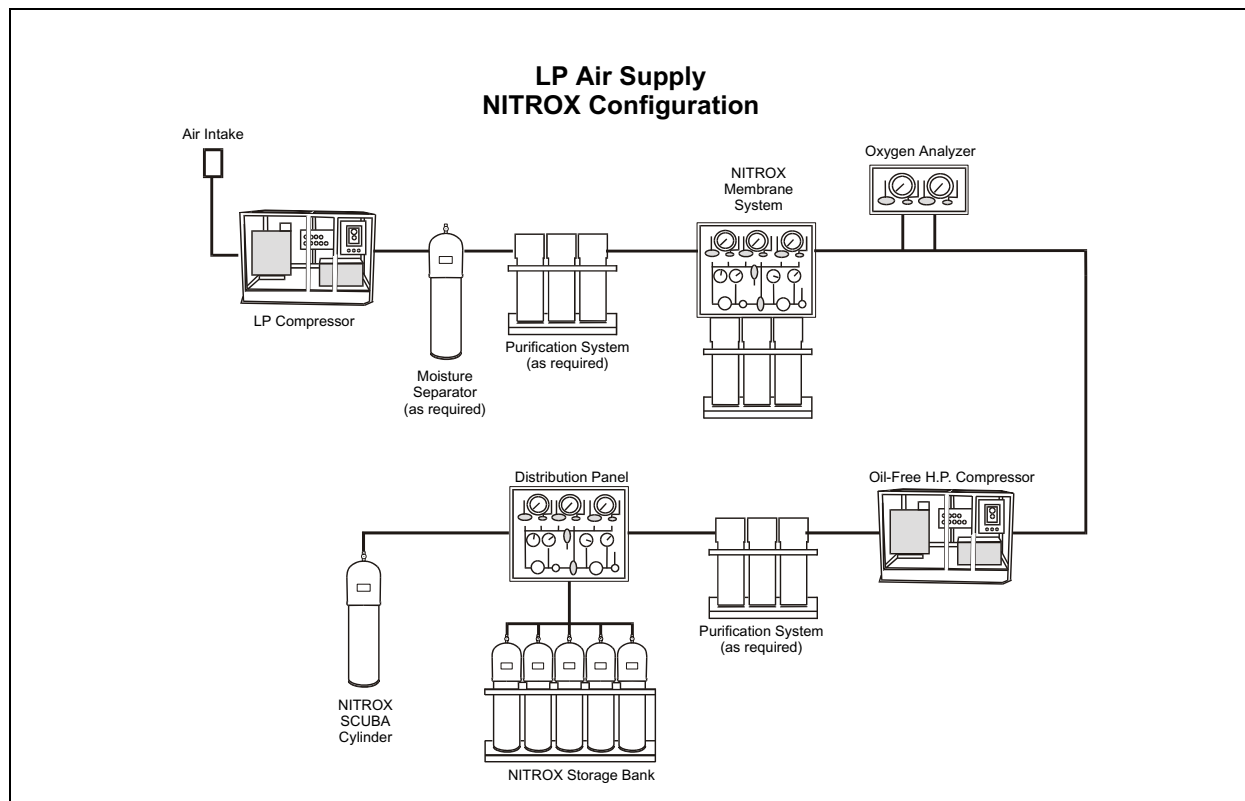 LP Air Supply
NITROX Configuration
Air Intake
Oxygen Analyzer
NITROX
Membrane
System
LP Compressor
Purification System
(as required)
Moisture
Separator
(as required)
Distribution Panel
Oil-Free H.P. Compressor
Purification System
(as required)
NITROX
SCUBA
Cylinder
NITROX Storage Bank